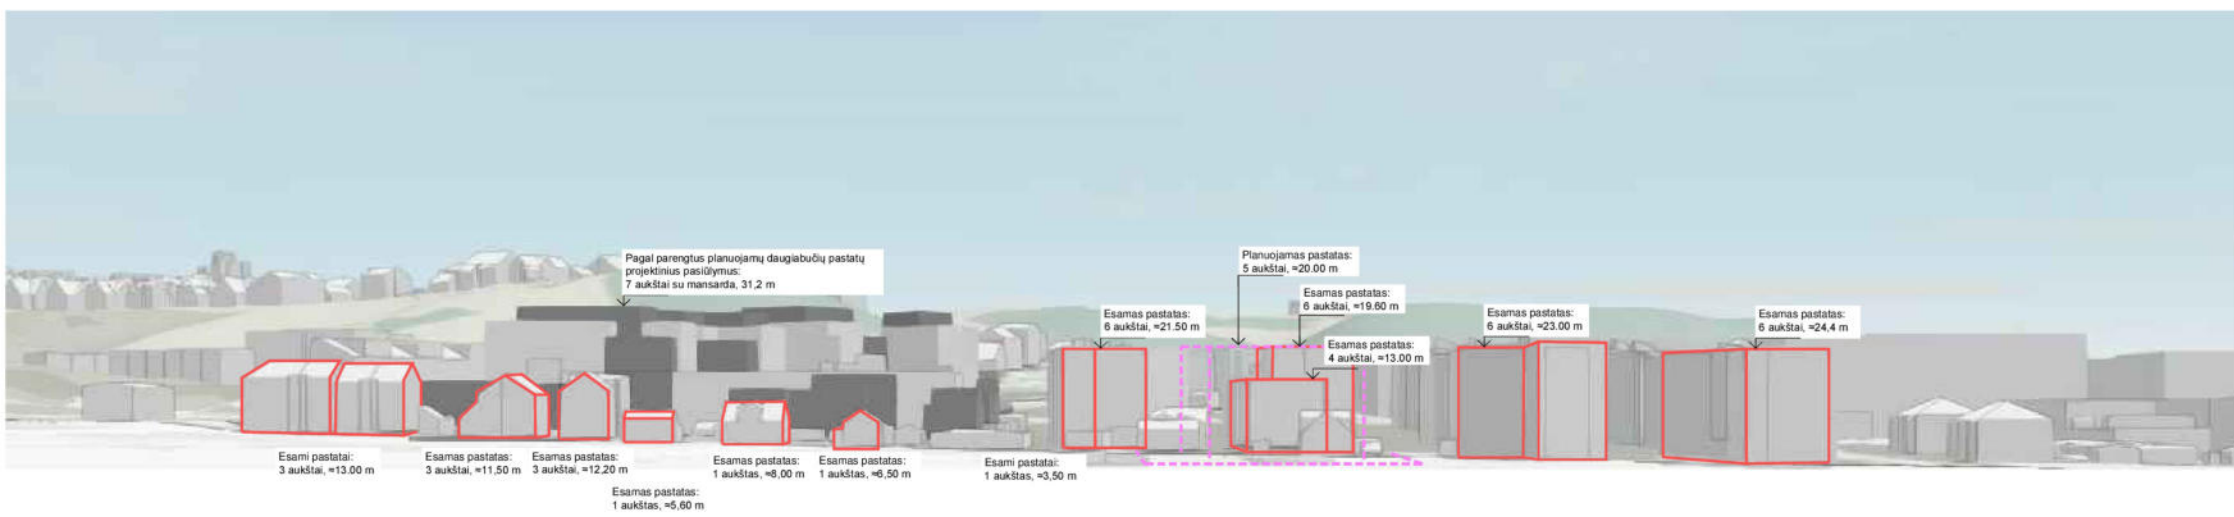 Pagal parengtus planuojamų daugiabučių pastatų
projektinius pasiūlymus:
7 aukštai su mansarda, 31,2 m
Planuojamas pastatas:
5 aukštai, ≈20.00 m
Esamas pastatas:
6 aukštai, ≈19.60 m
Esamas pastatas:
6 aukštai, ≈21.50 m
Esamas pastatas:
6 aukštai, ≈23.00 m
Esamas pastatas:
6 aukštai, ≈24,4 m
Esamas pastatas:
4 aukštai, ≈13.00 m
Esami pastatai:
3 aukštai, ≈13.00 m
Esamas pastatas:
3 aukštai, ≈11,50 m
Esamas pastatas:
3 aukštai, ≈12,20 m
Esamas pastatas:
1 aukštas, ≈8,00 m
Esamas pastatas:
1 aukštas, ≈6,50 m
Esami pastatai:
1 aukštas, ≈3,50 m
Esamas pastatas:
1 aukštas, ≈5,60 m